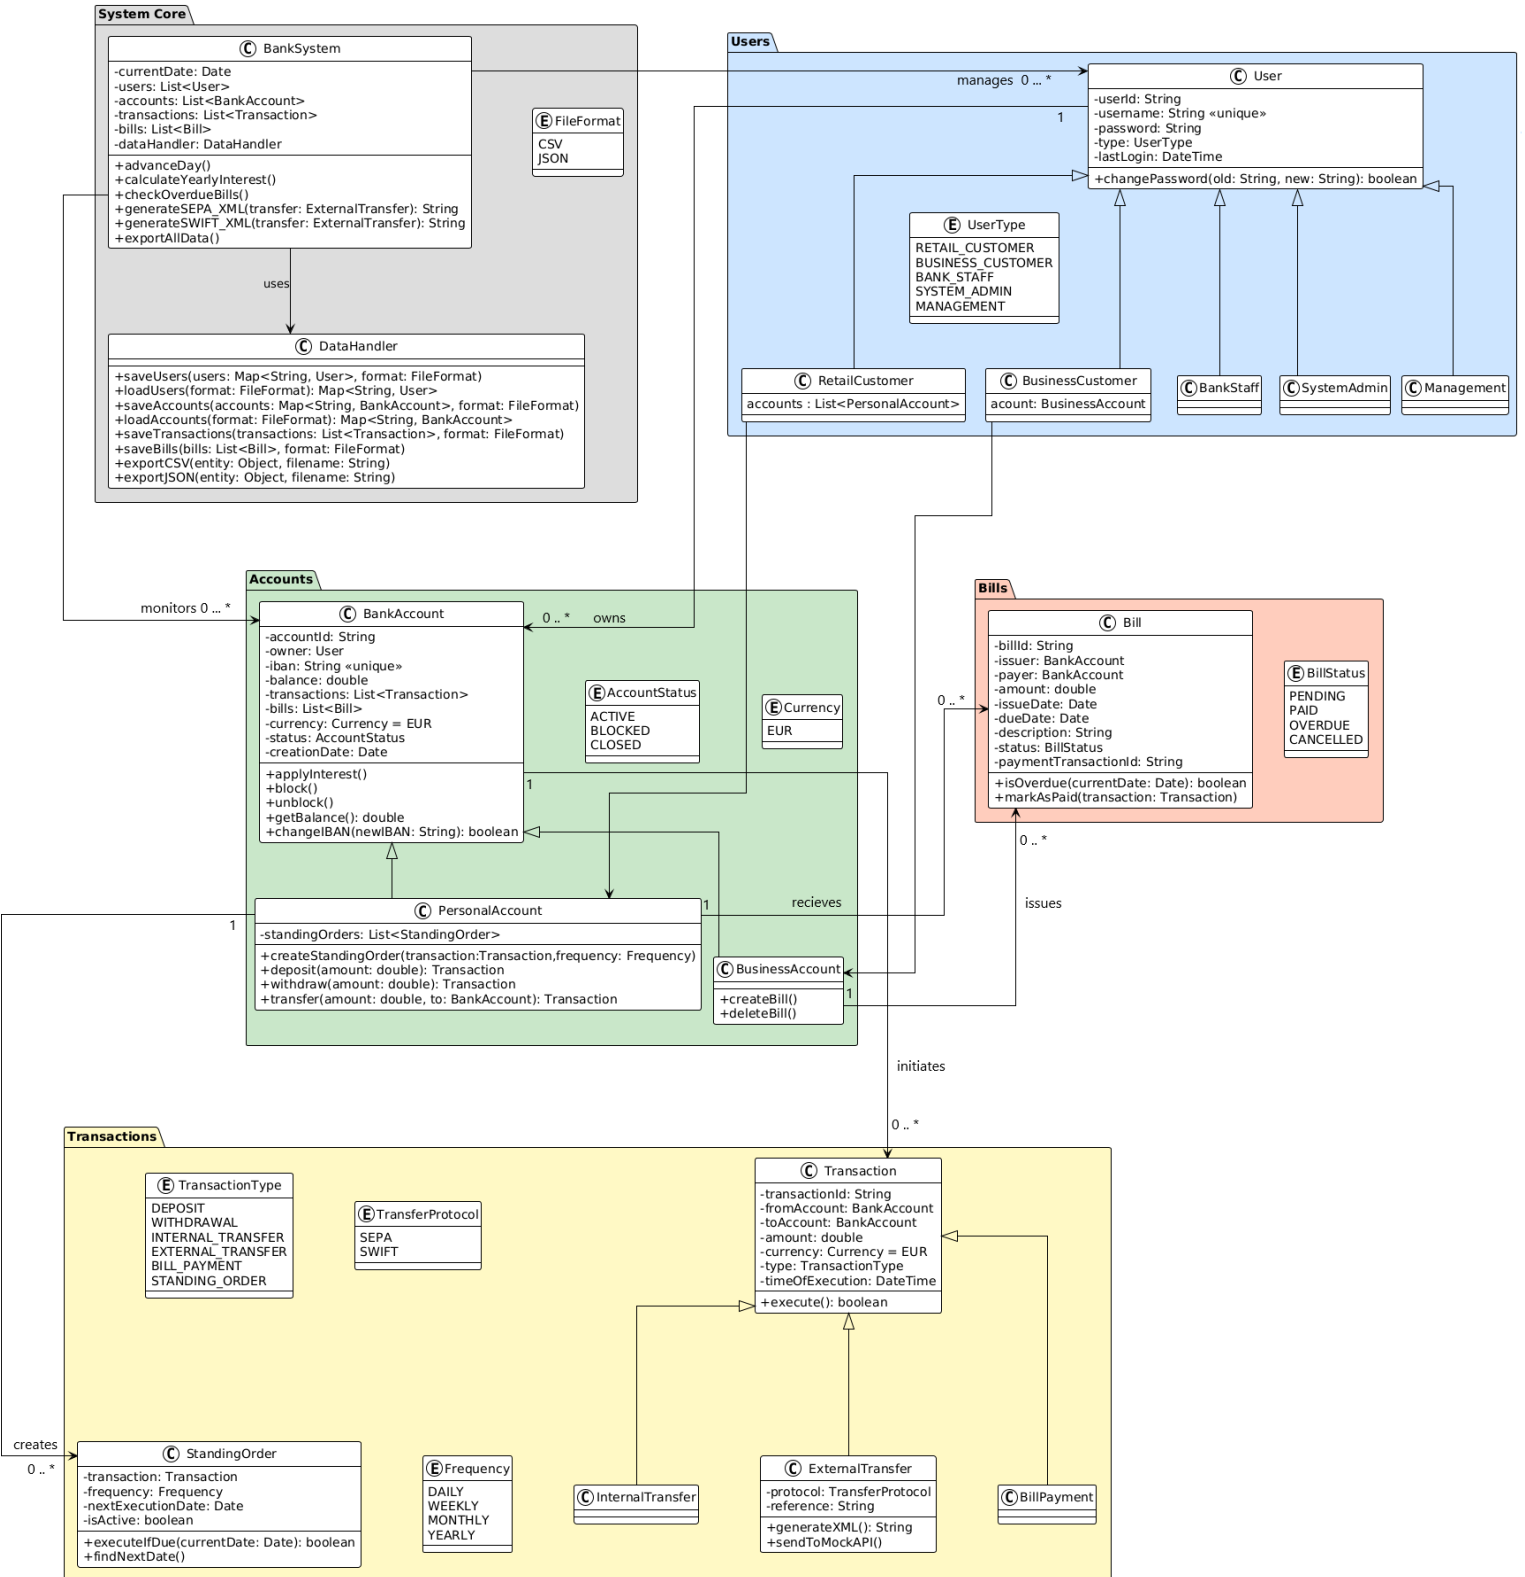 System Core
C BankSystem
-currentDate: Date
-users: List<User>
-accounts: List<BankAccount>
-transactions: List<Transaction>
-bills: List<Bill>
-dataHandler: DataHandler
+advanceDay()
+calculateYearlyInterest()
+checkOverdueBills()
+generateSEPA_XML(transfer: ExternalTransfer): String
+generateSWIFT_XML(transfer: ExternalTransfer): String
+exportAllData()
E FileFormat
CSV
JSON
uses
C DataHandler
+saveUsers(users: Map<String, User>, format: FileFormat)
+loadUsers(format: FileFormat): Map<String, User>
+saveAccounts(accounts: Map<String, BankAccount>, format: FileFormat)
+loadAccounts(format: FileFormat): Map<String, BankAccount>
+saveTransactions(transactions: List<Transaction>, format: FileFormat)
+saveBills(bills: List<Bill>, format: FileFormat)
+exportCSV(entity: Object, filename: String)
+exportJSON(entity: Object, filename: String)
Users
manages 0 ... *
1
C User
-userId: String
-username: String «unique»
-password: String
-type: UserType
-lastLogin: DateTime
+changePassword(old: String, new: String): boolean
E UserType
RETAIL_CUSTOMER
BUSINESS_CUSTOMER
BANK_STAFF
SYSTEM_ADMIN
MANAGEMENT
C RetailCustomer
accounts : List<PersonalAccount>
C BusinessCustomer
acount: BusinessAccount
C BankStaff
C SystemAdmin
C Management
Accounts
monitors 0 ... *
0 .. * owns
C BankAccount
-accountId: String
-owner: User
-iban: String «unique»
-balance: double
-transactions: List<Transaction>
-bills: List<Bill>
-currency: Currency = EUR
-status: AccountStatus
-creationDate: Date
+applyInterest()
+block()
+unblock()
+getBalance(): double
+changeIBAN(newIBAN: String): boolean
1
E AccountStatus
ACTIVE
BLOCKED
CLOSED
E Currency
EUR
C PersonalAccount
-standingOrders: List<StandingOrder>
+createStandingOrder(transaction:Transaction,frequency: Frequency)
+deposit(amount: double): Transaction
+withdraw(amount: double): Transaction
+transfer(amount: double, to: BankAccount): Transaction
1
1
recieves
C BusinessAccount
+createBill()
+deleteBill()
1
Bills
0 .. *
C Bill
-billId: String
-issuer: BankAccount
-payer: BankAccount
-amount: double
-issueDate: Date
-dueDate: Date
-description: String
-status: BillStatus
-paymentTransactionId: String
+isOverdue(currentDate: Date): boolean
+markAsPaid(transaction: Transaction)
E BillStatus
PENDING
PAID
OVERDUE
CANCELLED
0 .. *
issues
initiates
0 .. *
Transactions
E TransactionType
DEPOSIT
WITHDRAWAL
INTERNAL_TRANSFER
EXTERNAL_TRANSFER
BILL_PAYMENT
STANDING_ORDER
E TransferProtocol
SEPA
SWIFT
C Transaction
-transactionId: String
-fromAccount: BankAccount
-toAccount: BankAccount
-amount: double
-currency: Currency = EUR
-type: TransactionType
-timeOfExecution: DateTime
+execute(): boolean
creates
0 .. *
C StandingOrder
-transaction: Transaction
-frequency: Frequency
-nextExecutionDate: Date
-isActive: boolean
+executeIfDue(currentDate: Date): boolean
+findNextDate()
E Frequency
DAILY
WEEKLY
MONTHLY
YEARLY
C InternalTransfer
C ExternalTransfer
-protocol: TransferProtocol
-reference: String
+generateXML(): String
+sendToMockAPI()
C BillPayment